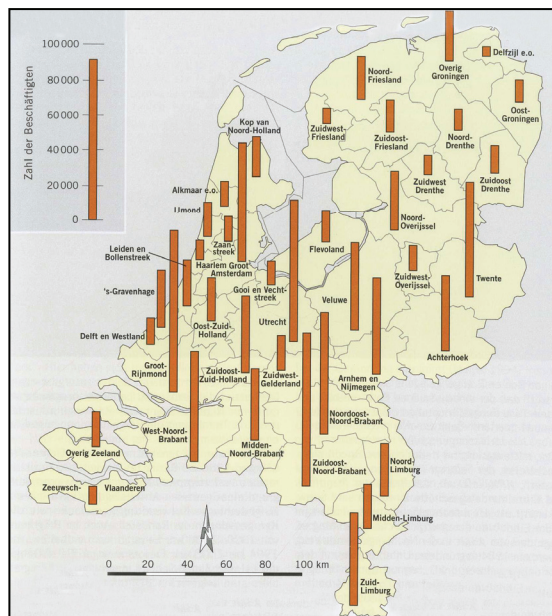 100 000
80 000
60 000
40 000
20 000
0
Zahl der Beschäftigten
Overig
Groningen
Delfzijl e.o.
Oost-
Groningen
Noord-
Friesland
Zuidwest-
Friesland
Zuidoost-
Friesland
Noord-
Drenthe
Zuidwest
Drenthe
Zuidoost
Drenthe
Kop van
Noord-Holland
Alkmaar e.o.
IJmond
Zaan-
streek
Haarlem
Groot
Amsterdam
Leiden en
Bollenstreek
's-Gravenhage
Delft en Westland
Groot-
Rijnmond
Oost-Zuid-
Holland
Zuidoost-
Zuid-Holland
Gooi en Vecht-
streek
Utrecht
Flevoland
Noord-
Overijssel
Zuidwest-
Overijssel
Twente
Veluwe
Achterhoek
Arnhem en
Nijmegen
Zuidwest-
Gelderland
West-Noord-
Brabant
Midden-
Noord-Brabant
Noordoost-
Noord-Brabant
Zuidoost-
Noord-Brabant
Overig Zeeland
Zeeuwsch-
Vlaanderen
Noord-
Limburg
Midden-Limburg
Zuid-
Limburg
N
0 20 40 60 80 100 km